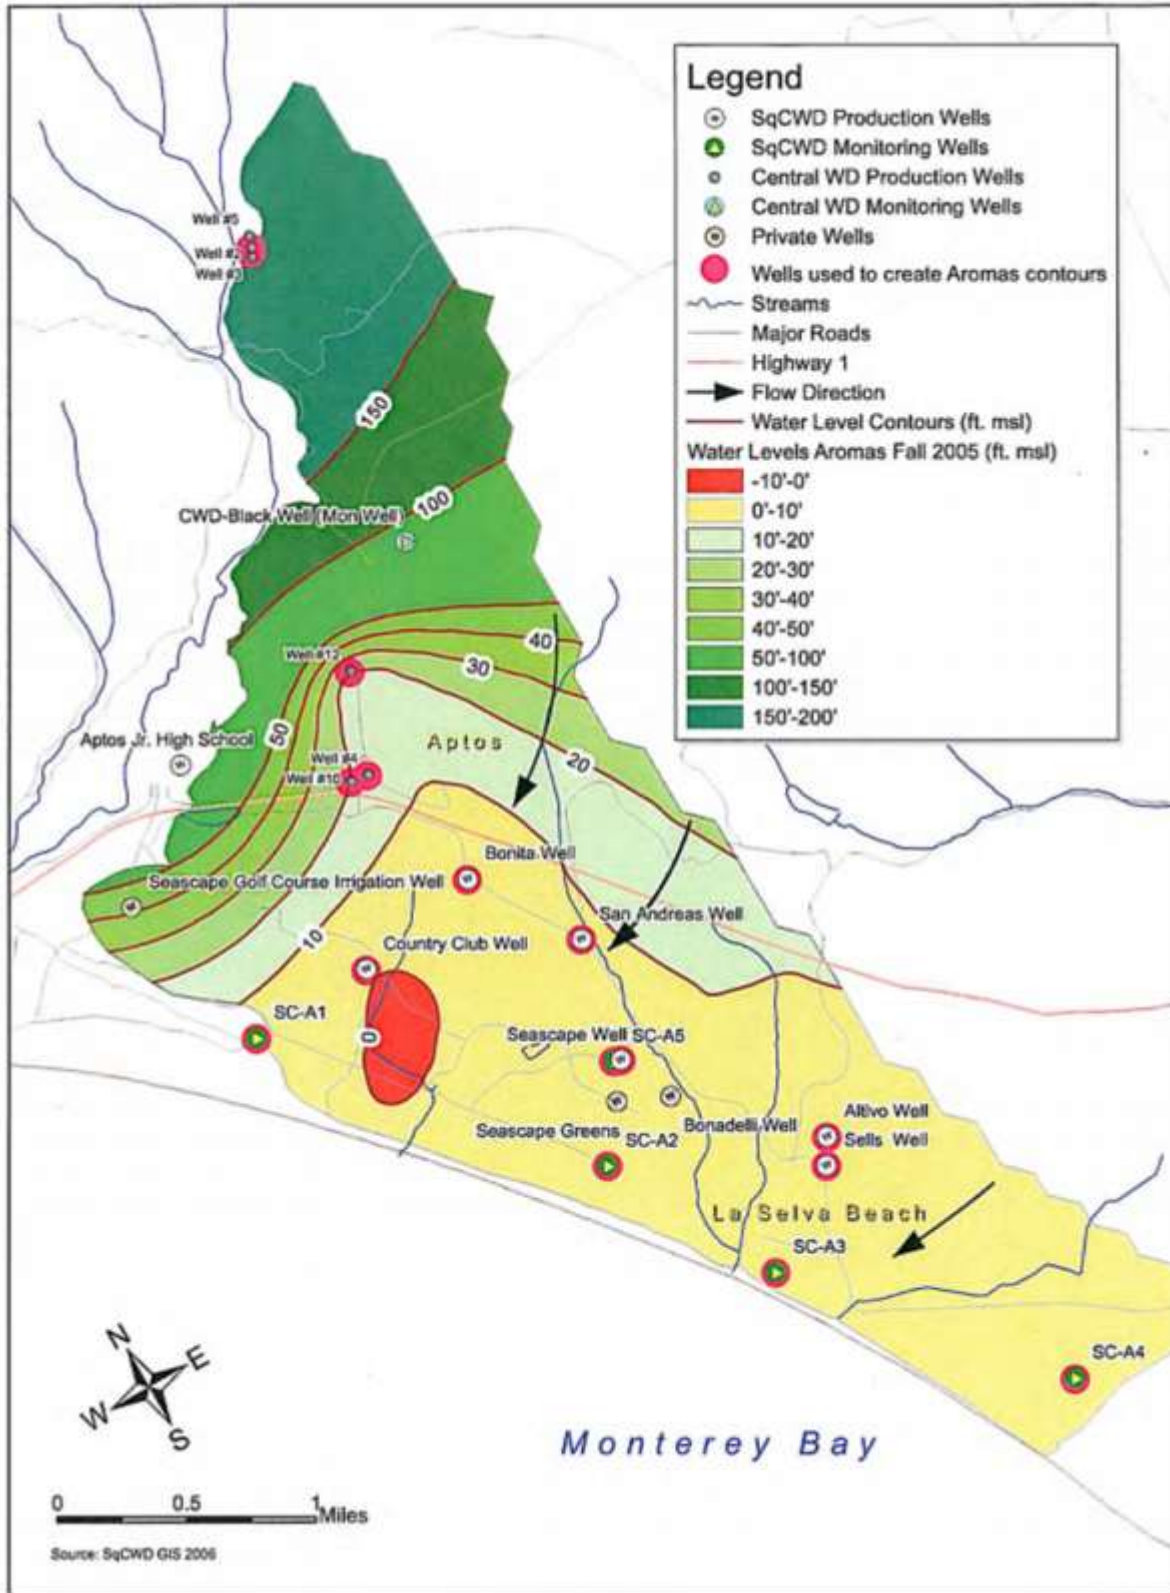 Legend
SqCWD Production Wells
SqCWD Monitoring Wells
Central WD Production Wells
Central WD Monitoring Wells
Private Wells
Wells used to create Aromas contours
Streams
Major Roads
Highway 1
Flow Direction
Water Level Contours (ft. msl)
Water Levels Aromas Fall 2005 (ft. msl)
-10'-0'
0'-10'
10'-20'
20'-30'
30'-40'
40'-50'
50'-100'
100'-150'
150'-200'
Well #5
Well #2
Well #3
150
100
CWD-Black Well (Mon Well)
40
Well #12
30
50
Aptos Jr. High School
Aptos
Well #4
20
Well #10
Bonita Well
Seascape Golf Course Irrigation Well
San Andreas Well
10
Country Club Well
SC-A1
0
Seascape Well SC-A5
Altivo Well
Seascape Greens
Bonadelli Well
SC-A2
Sells Well
La Selva Beach
SC-A3
SC-A4
N
E
W
S
Monterey Bay
0 0.5 1
Miles
Source: SqCWD GIS 2006